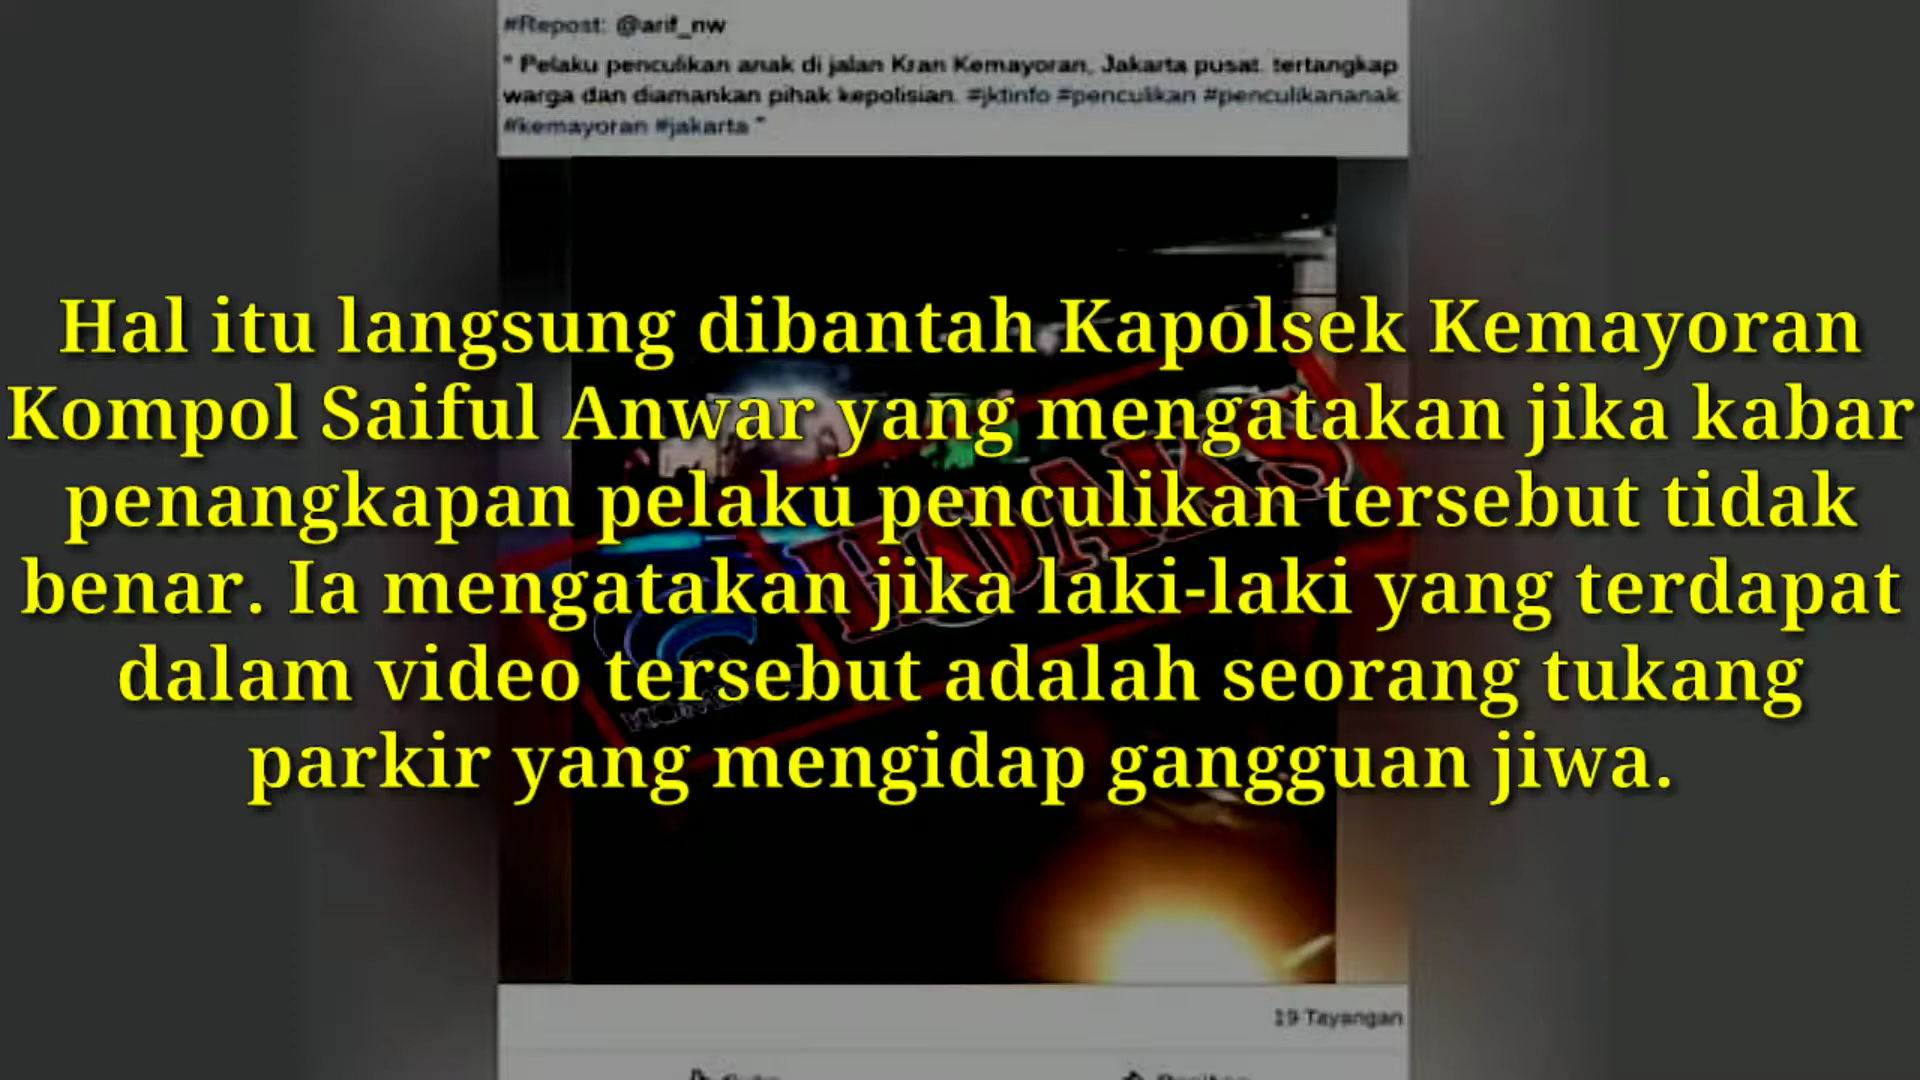 #Repost: @arif_nw
" Pelaku penculikan anak di jalan Kran Kemayoran, Jakarta pusat. tertangkap
warga dan diamankan pihak kepolisian. #jktinfo #penculikan #penculikananak
#kemayoran #jakarta "
Hal itu langsung dibantah Kapolsek Kemayoran
Kompol Saiful Anwar yang mengatakan jika kabar
penangkapan pelaku penculikan tersebut tidak
benar. Ia mengatakan jika laki-laki yang terdapat
dalam video tersebut adalah seorang tukang
parkir yang mengidap gangguan jiwa.
HOAKS
19 Tayangan